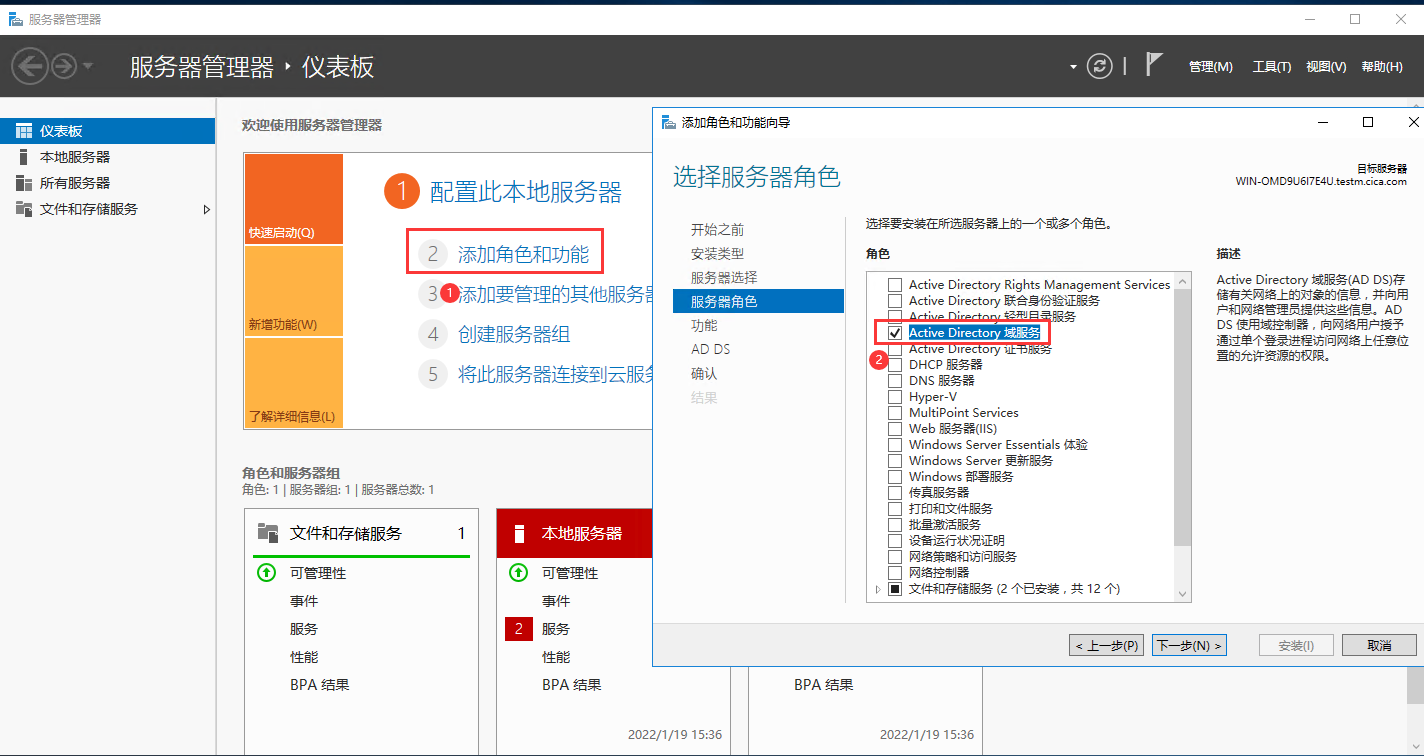 服务器管理器
服务器管理器 · 仪表板
管理(M) 工具(T) 视图(V) 帮助(H)
仪表板
本地服务器
所有服务器
文件和存储服务
欢迎使用服务器管理器
快速启动(Q)
新增功能(W)
了解详细信息(L)
1 配置此本地服务器
2 添加角色和功能
3 1 添加要管理的其他服务器
4 创建服务器组
5 将此服务器连接到云服务
角色和服务器组
角色: 1 | 服务器组: 1 | 服务器总数: 1
文件和存储服务 1
可管理性
事件
服务
性能
BPA 结果
本地服务器
可管理性
事件
2 服务
性能
BPA 结果
2022/1/19 15:36
BPA 结果
2022/1/19 15:36
添加角色和功能向导
选择服务器角色
目标服务器
WIN-OMD9U6I7E4U.testm.cica.com
开始之前
安装类型
服务器选择
服务器角色
功能
AD DS
确认
结果
选择要安装在所选服务器上的一个或多个角色。
角色
Active Directory Rights Management Services
Active Directory 联合身份验证服务
Active Directory 轻型目录服务
Active Directory 域服务
Active Directory 证书服务
2
DHCP 服务器
DNS 服务器
Hyper-V
MultiPoint Services
Web 服务器(IIS)
Windows Server Essentials 体验
Windows Server 更新服务
Windows 部署服务
传真服务器
打印和文件服务
批量激活服务
设备运行状况证明
网络策略和访问服务
网络控制器
文件和存储服务 (2 个已安装，共 12 个)
描述
Active Directory 域服务(AD DS)存
储有关网络上的对象的信息，并向用
户和网络管理员提供这些信息。AD
DS 使用域控制器，向网络用户授予
通过单个登录进程访问网络上任意位
置的允许资源的权限。
< 上一步(P) 下一步(N) > 安装(I) 取消